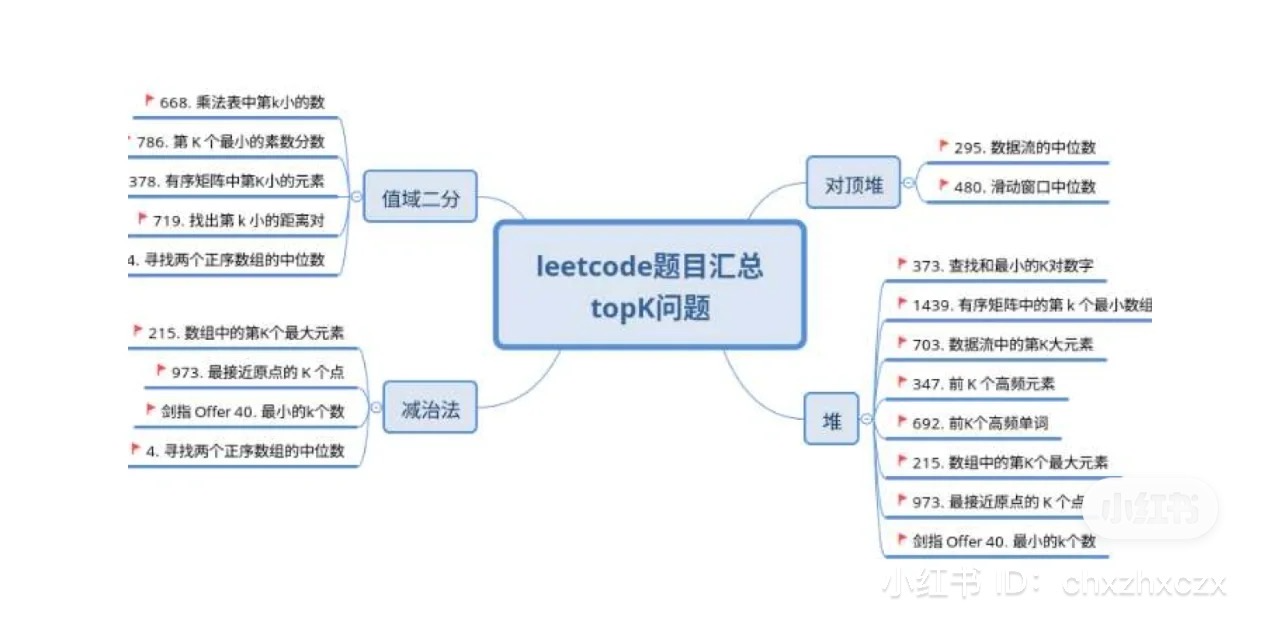 leetcode题目汇总
topK问题
值域二分
668. 乘法表中第k小的数
786. 第 K 个最小的素数分数
378. 有序矩阵中第K小的元素
719. 找出第 k 小的距离对
4. 寻找两个正序数组的中位数
减治法
215. 数组中的第K个最大元素
973. 最接近原点的 K 个点
剑指 Offer 40. 最小的k个数
4. 寻找两个正序数组的中位数
对顶堆
295. 数据流的中位数
480. 滑动窗口中位数
堆
373. 查找和最小的K对数字
1439. 有序矩阵中的第 k 个最小数组
703. 数据流中的第K大元素
347. 前 K 个高频元素
692. 前K个高频单词
215. 数组中的第K个最大元素
973. 最接近原点的 K 个点
剑指 Offer 40. 最小的k个数
小红书
小红书 ID: chxzhxczx